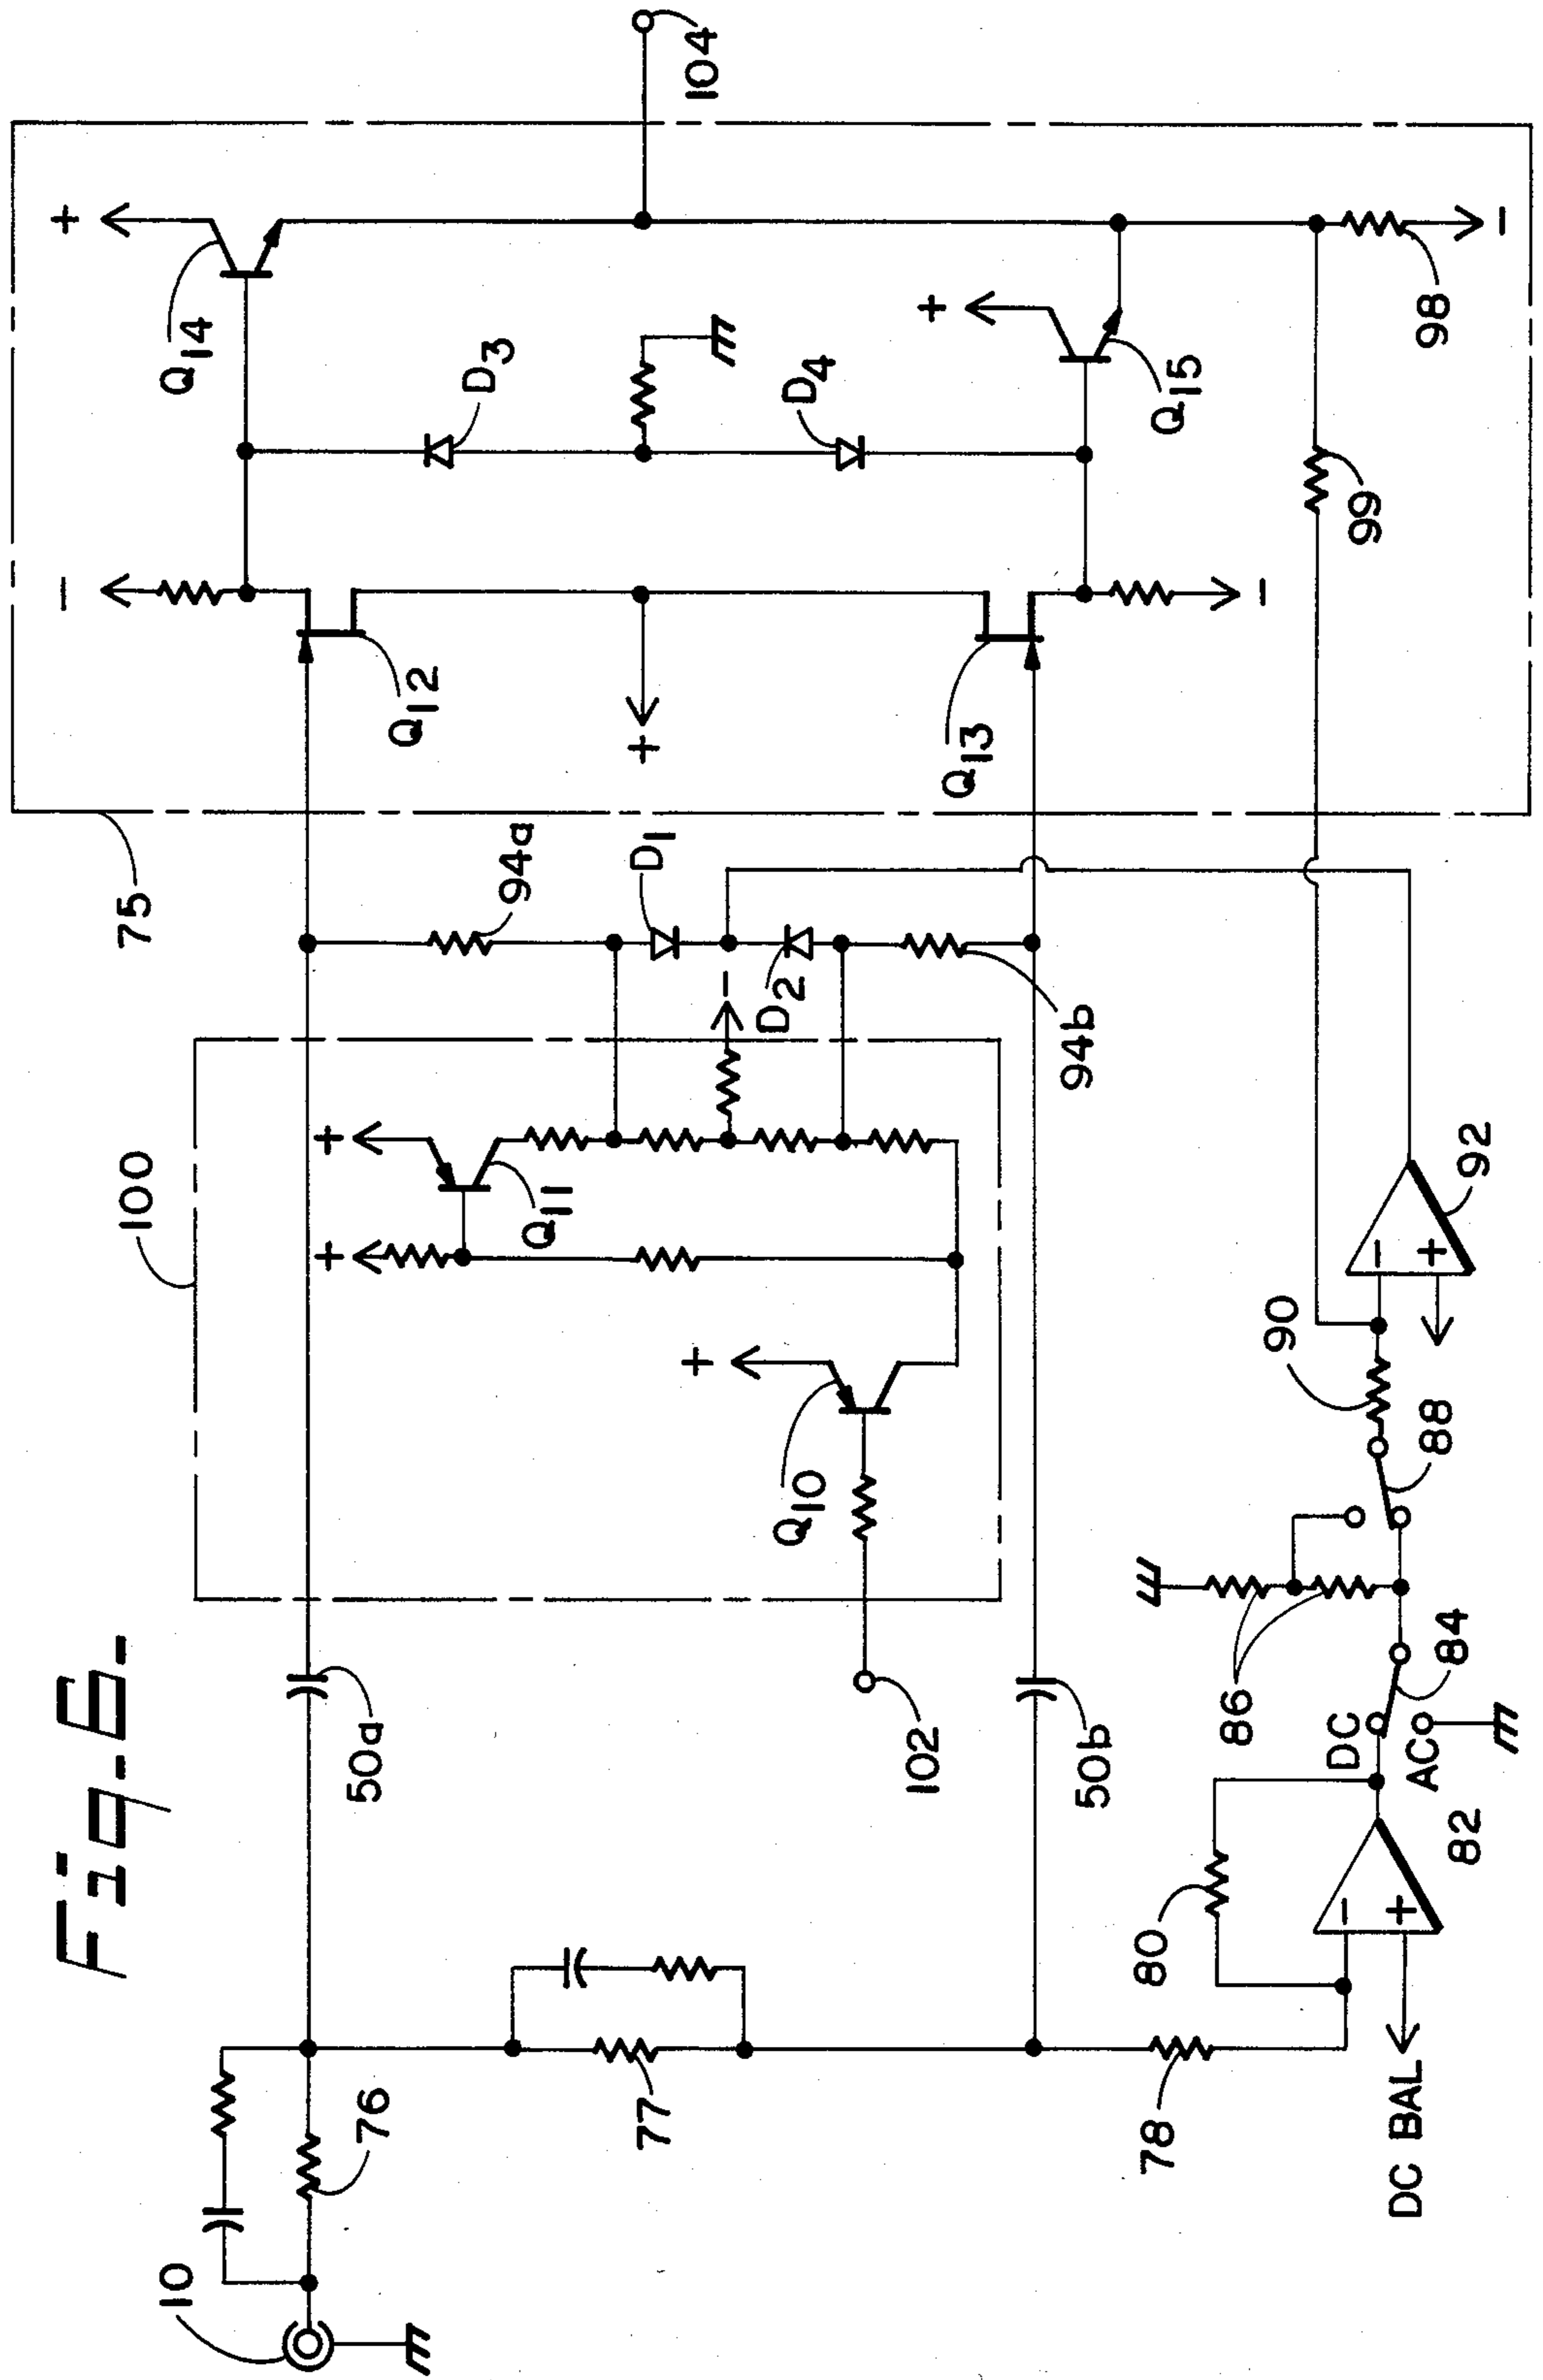 Fig-6-
10
76
77
78
DC BAL
80
82
DC
AC
84
86
88
90
92
-
+
-
+
50a
50b
102
100
Q10
Q11
+
+
+
-
94a
94b
D1
D2
75
Q12
Q13
+
-
-
D3
D4
Q14
Q15
+
+
99
98
-
104